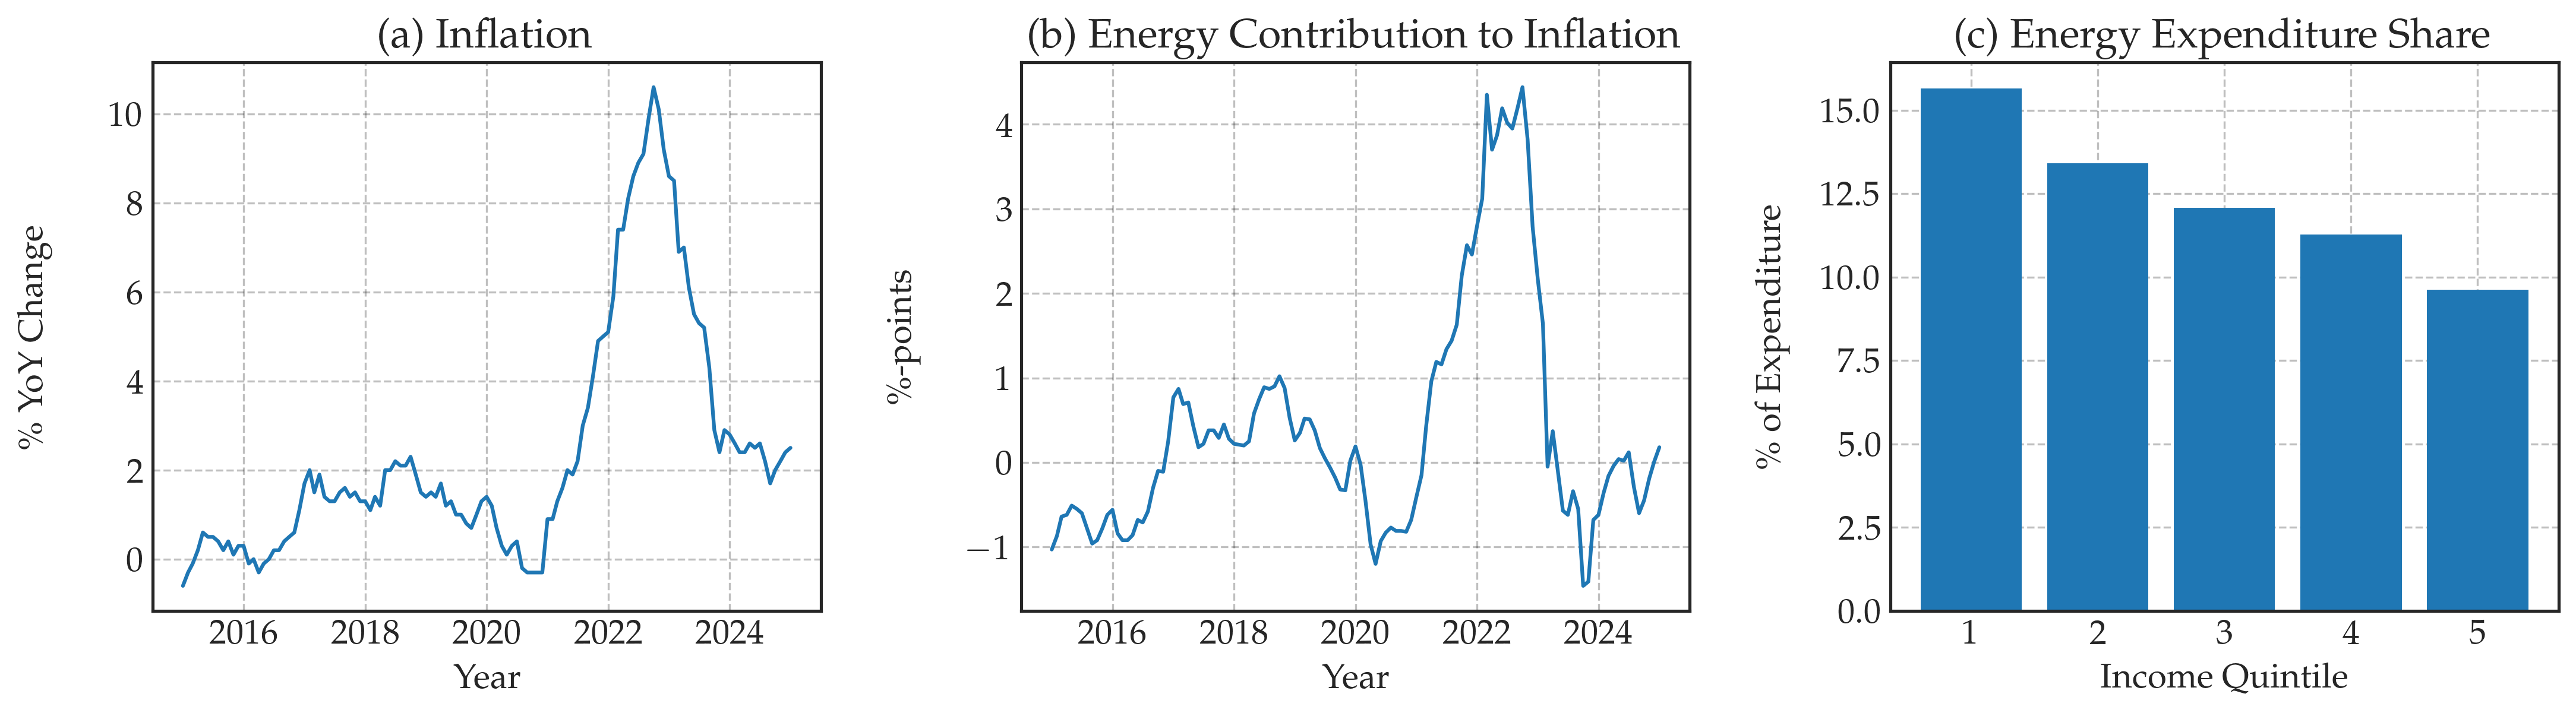 (a) Inflation
% YoY Change
10
8
6
4
2
0
2016 2018 2020 2022 2024
Year
(b) Energy Contribution to Inflation
%-points
4
3
2
1
0
−1
2016 2018 2020 2022 2024
Year
(c) Energy Expenditure Share
% of Expenditure
15.0
12.5
10.0
7.5
5.0
2.5
0.0
1 2 3 4 5
Income Quintile